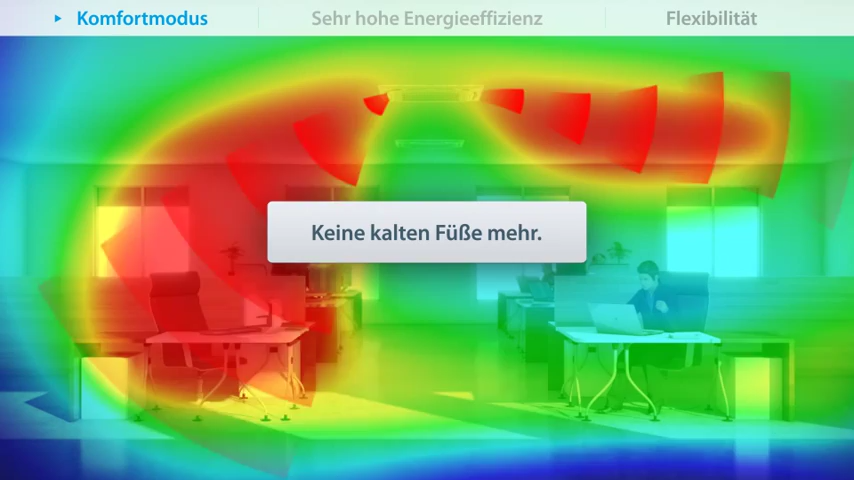 Komfortmodus
Sehr hohe Energieeffizienz
Flexibilität
Keine kalten Füße mehr.